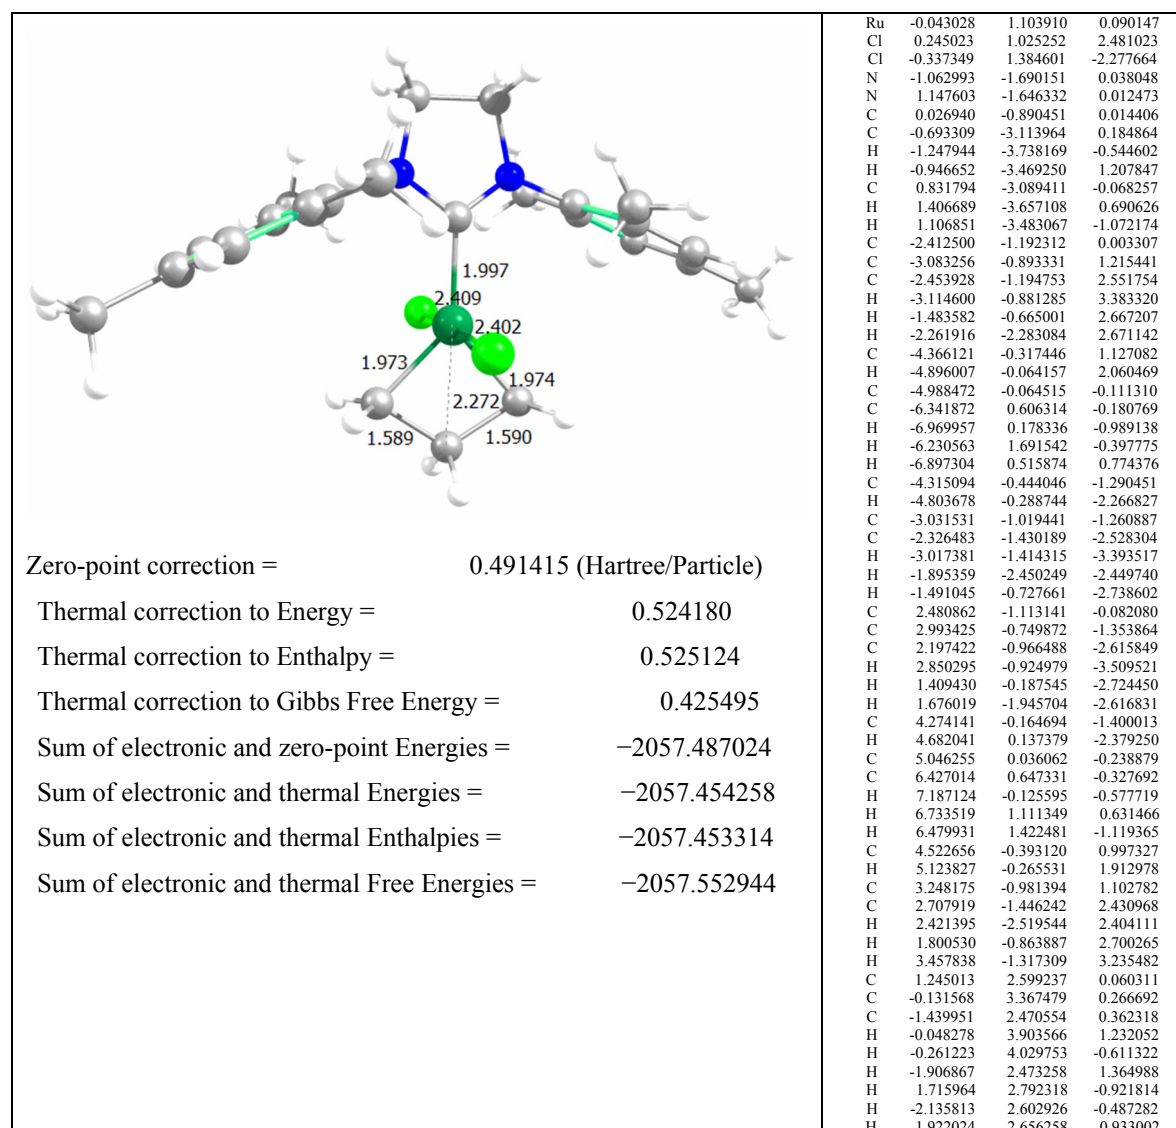 1.997
2.409
2.402
1.973
1.974
2.272
1.589
1.590
Zero-point correction = 0.491415 (Hartree/Particle)
Thermal correction to Energy = 0.524180
Thermal correction to Enthalpy = 0.525124
Thermal correction to Gibbs Free Energy = 0.425495
Sum of electronic and zero-point Energies = −2057.487024
Sum of electronic and thermal Energies = −2057.454258
Sum of electronic and thermal Enthalpies = −2057.453314
Sum of electronic and thermal Free Energies = −2057.552944
Ru -0.043028 1.103910 0.090147
Cl 0.245023 1.025252 2.481023
Cl -0.337349 1.384601 -2.277664
N -1.062993 -1.690151 0.038048
N 1.147603 -1.646332 0.012473
C 0.026940 -0.890451 0.014406
C -0.693309 -3.113964 0.184864
H -1.247944 -3.738169 -0.544602
H -0.946652 -3.469250 1.207847
C 0.831794 -3.089411 -0.068257
H 1.406689 -3.657108 0.690626
H 1.106851 -3.483067 -1.072174
C -2.412500 -1.192312 0.003307
C -3.083256 -0.893331 1.215441
C -2.453928 -1.194753 2.551754
H -3.114600 -0.881285 3.383320
H -1.483582 -0.665001 2.667207
H -2.261916 -2.283084 2.671142
C -4.366121 -0.317446 1.127082
H -4.896007 -0.064157 2.060469
C -4.988472 -0.064515 -0.111310
C -6.341872 0.606314 -0.180769
H -6.969957 0.178336 -0.989138
H -6.230563 1.691542 -0.397775
H -6.897304 0.515874 0.774376
C -4.315094 -0.444046 -1.290451
H -4.803678 -0.288744 -2.266827
C -3.031531 -1.019441 -1.260887
C -2.326483 -1.430189 -2.528304
H -3.017381 -1.414315 -3.393517
H -1.895359 -2.450249 -2.449740
H -1.491045 -0.727661 -2.738602
C 2.480862 -1.113141 -0.082080
C 2.993425 -0.749872 -1.353864
C 2.197422 -0.966488 -2.615849
H 2.850295 -0.924979 -3.509521
H 1.409430 -0.187545 -2.724450
H 1.676019 -1.945704 -2.616831
C 4.274141 -0.164694 -1.400013
H 4.682041 0.137379 -2.379250
C 5.046255 0.036062 -0.238879
C 6.427014 0.647331 -0.327692
H 7.187124 -0.125595 -0.577719
H 6.733519 1.111349 0.631466
H 6.479931 1.422481 -1.119365
C 4.522656 -0.393120 0.997327
H 5.123827 -0.265531 1.912978
C 3.248175 -0.981394 1.102782
C 2.707919 -1.446242 2.430968
H 2.421395 -2.519544 2.404111
H 1.800530 -0.863887 2.700265
H 3.457838 -1.317309 3.235482
C 1.245013 2.599237 0.060311
C -0.131568 3.367479 0.266692
C -1.439951 2.470554 0.362318
H -0.048278 3.903566 1.232052
H -0.261223 4.029753 -0.611322
H -1.906867 2.473258 1.364988
H 1.715964 2.792318 -0.921814
H -2.135813 2.602926 -0.487282
H 1.922024 2.656258 0.933002